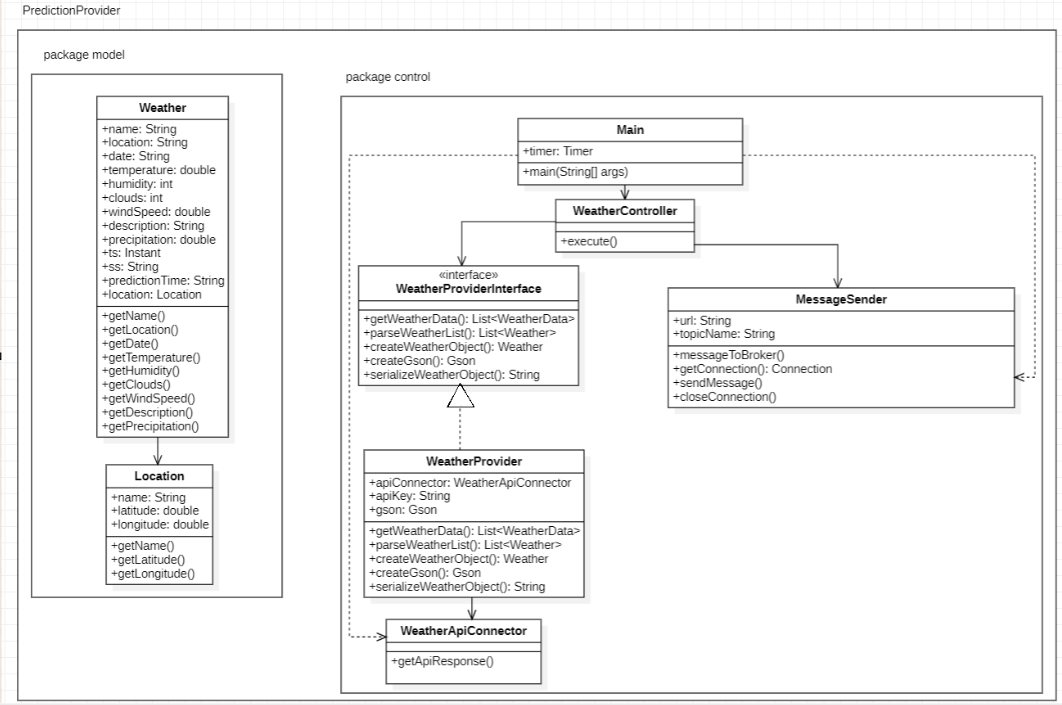 PredictionProvider
package model
Weather
+name: String
+location: String
+date: String
+temperature: double
+humidity: int
+clouds: int
+windSpeed: double
+description: String
+precipitation: double
+ts: Instant
+ss: String
+predictionTime: String
+location: Location
+getName()
+getLocation()
+getDate()
+getTemperature()
+getHumidity()
+getClouds()
+getWindSpeed()
+getDescription()
+getPrecipitation()
Location
+name: String
+latitude: double
+longitude: double
+getName()
+getLatitude()
+getLongitude()
package control
Main
+timer: Timer
+main(String[] args)
WeatherController
+execute()
«interface»
WeatherProviderInterface
+getWeatherData(): List<WeatherData>
+parseWeatherList(): List<Weather>
+createWeatherObject(): Weather
+createGson(): Gson
+serializeWeatherObject(): String
MessageSender
+url: String
+topicName: String
+messageToBroker()
+getConnection(): Connection
+sendMessage()
+closeConnection()
WeatherProvider
+apiConnector: WeatherApiConnector
+apiKey: String
+gson: Gson
+getWeatherData(): List<WeatherData>
+parseWeatherList(): List<Weather>
+createWeatherObject(): Weather
+createGson(): Gson
+serializeWeatherObject(): String
WeatherApiConnector
+getApiResponse()